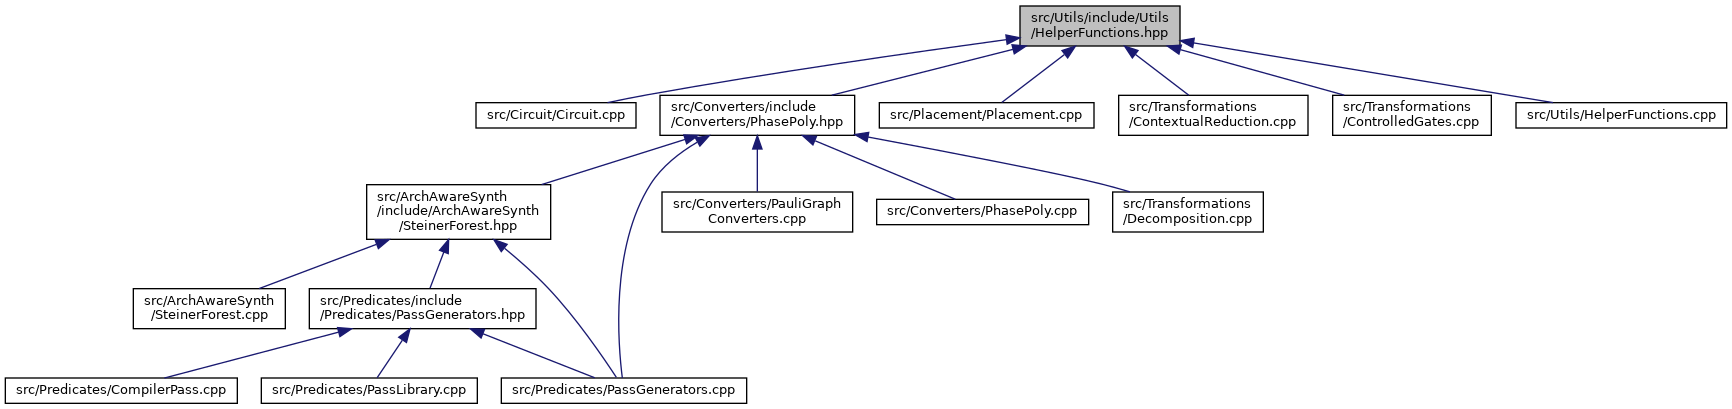 src/Utils/include/Utils
/HelperFunctions.hpp
src/Circuit/Circuit.cpp
src/Converters/include
/Converters/PhasePoly.hpp
src/Placement/Placement.cpp
src/Transformations
/ContextualReduction.cpp
src/Transformations
/ControlledGates.cpp
src/Utils/HelperFunctions.cpp
src/ArchAwareSynth
/include/ArchAwareSynth
/SteinerForest.hpp
src/Converters/PauliGraph
Converters.cpp
src/Converters/PhasePoly.cpp
src/Transformations
/Decomposition.cpp
src/ArchAwareSynth
/SteinerForest.cpp
src/Predicates/include
/Predicates/PassGenerators.hpp
src/Predicates/CompilerPass.cpp
src/Predicates/PassLibrary.cpp
src/Predicates/PassGenerators.cpp